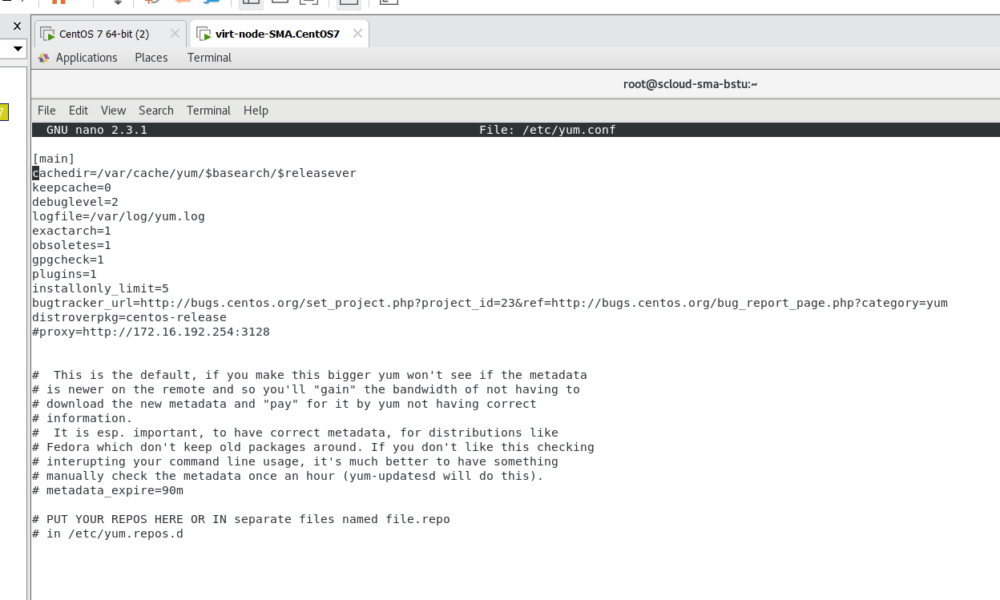 X
CentOS 7 64-bit (2)
virt-node-SMA.CentOS7
Applications Places Terminal
root@scloud-sma-bstu:~
7
File Edit View Search Terminal Help
GNU nano 2.3.1 File: /etc/yum.conf
[main]
cachedir=/var/cache/yum/$basearch/$releasever
keepcache=0
debuglevel=2
logfile=/var/log/yum.log
exactarch=1
obsoletes=1
gpgcheck=1
plugins=1
installonly_limit=5
bugtracker_url=http://bugs.centos.org/set_project.php?project_id=23&ref=http://bugs.centos.org/bug_report_page.php?category=yum
distroverpkg=centos-release
#proxy=http://172.16.192.254:3128
#  This is the default, if you make this bigger yum won't see if the metadata
# is newer on the remote and so you'll "gain" the bandwidth of not having to
# download the new metadata and "pay" for it by yum not having correct
# information.
#  It is esp. important, to have correct metadata, for distributions like
# Fedora which don't keep old packages around. If you don't like this checking
# interupting your command line usage, it's much better to have something
# manually check the metadata once an hour (yum-updatesd will do this).
# metadata_expire=90m
# PUT YOUR REPOS HERE OR IN separate files named file.repo
# in /etc/yum.repos.d